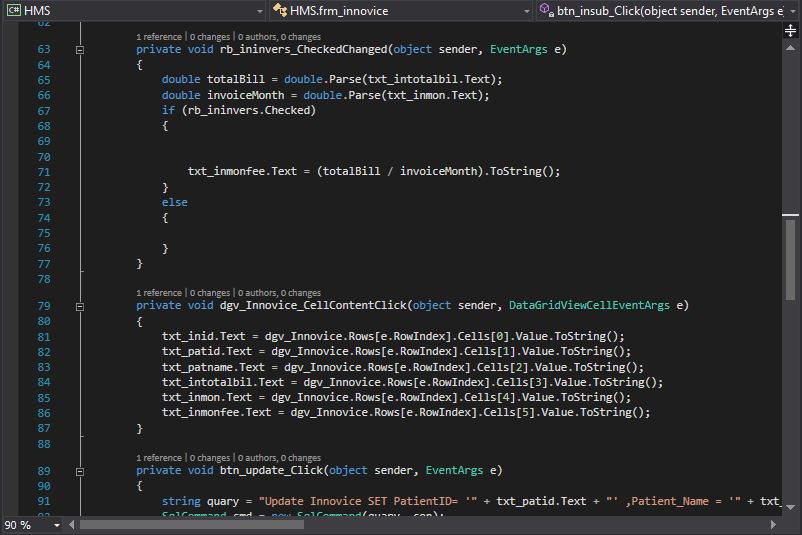 C# HMS
HMS.frm_innovice
btn_insub_Click(object sender, EventArgs e
62
1 reference | 0 changes | 0 authors, 0 changes
63 private void rb_ininvers_CheckedChanged(object sender, EventArgs e)
64 {
65 double totalBill = double.Parse(txt_intotalbil.Text);
66 double invoiceMonth = double.Parse(txt_inmon.Text);
67 if (rb_ininvers.Checked)
68 {
69
70
71 txt_inmonfee.Text = (totalBill / invoiceMonth).ToString();
72 }
73 else
74 {
75
76 }
77 }
78
1 reference | 0 changes | 0 authors, 0 changes
79 private void dgv_Innovice_CellContentClick(object sender, DataGridViewCellEventArgs e)
80 {
81 txt_inid.Text = dgv_Innovice.Rows[e.RowIndex].Cells[0].Value.ToString();
82 txt_patid.Text = dgv_Innovice.Rows[e.RowIndex].Cells[1].Value.ToString();
83 txt_patname.Text = dgv_Innovice.Rows[e.RowIndex].Cells[2].Value.ToString();
84 txt_intotalbil.Text = dgv_Innovice.Rows[e.RowIndex].Cells[3].Value.ToString();
85 txt_inmon.Text = dgv_Innovice.Rows[e.RowIndex].Cells[4].Value.ToString();
86 txt_inmonfee.Text = dgv_Innovice.Rows[e.RowIndex].Cells[5].Value.ToString();
87 }
88
1 reference | 0 changes | 0 authors, 0 changes
89 private void btn_update_Click(object sender, EventArgs e)
90 {
91 string quary = "Update Innovice SET PatientID= '" + txt_patid.Text + "' ,Patient_Name = '" + txt_
SqlCommand cmd = new SqlCommand(quary, con);
90 %